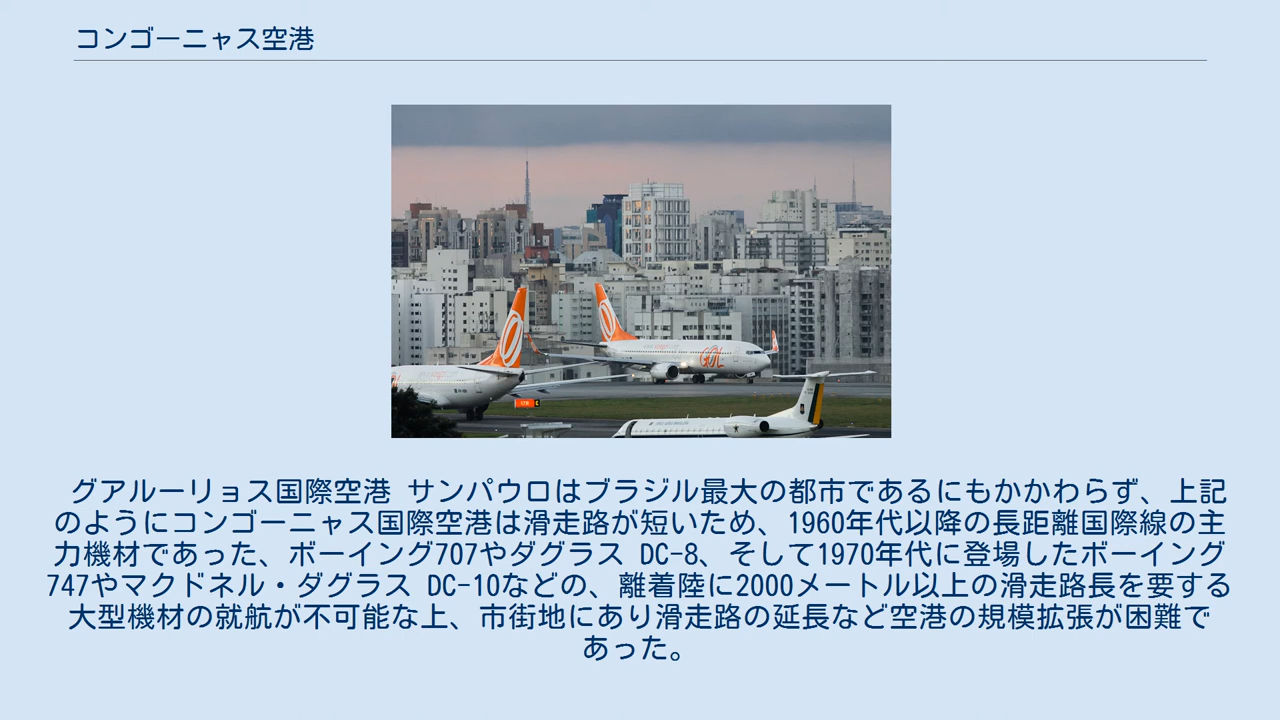 コンゴーニャス空港
GOL
グアルーリョス国際空港 サンパウロはブラジル最大の都市であるにもかかわらず、上記
のようにコンゴーニャス国際空港は滑走路が短いため、1960年代以降の長距離国際線の主
力機材であった、ボーイング707やダグラス DC-8、そして1970年代に登場したボーイング
747やマクドネル・ダグラス DC-10などの、離着陸に2000メートル以上の滑走路長を要する
大型機材の就航が不可能な上、市街地にあり滑走路の延長など空港の規模拡張が困難で
あった。